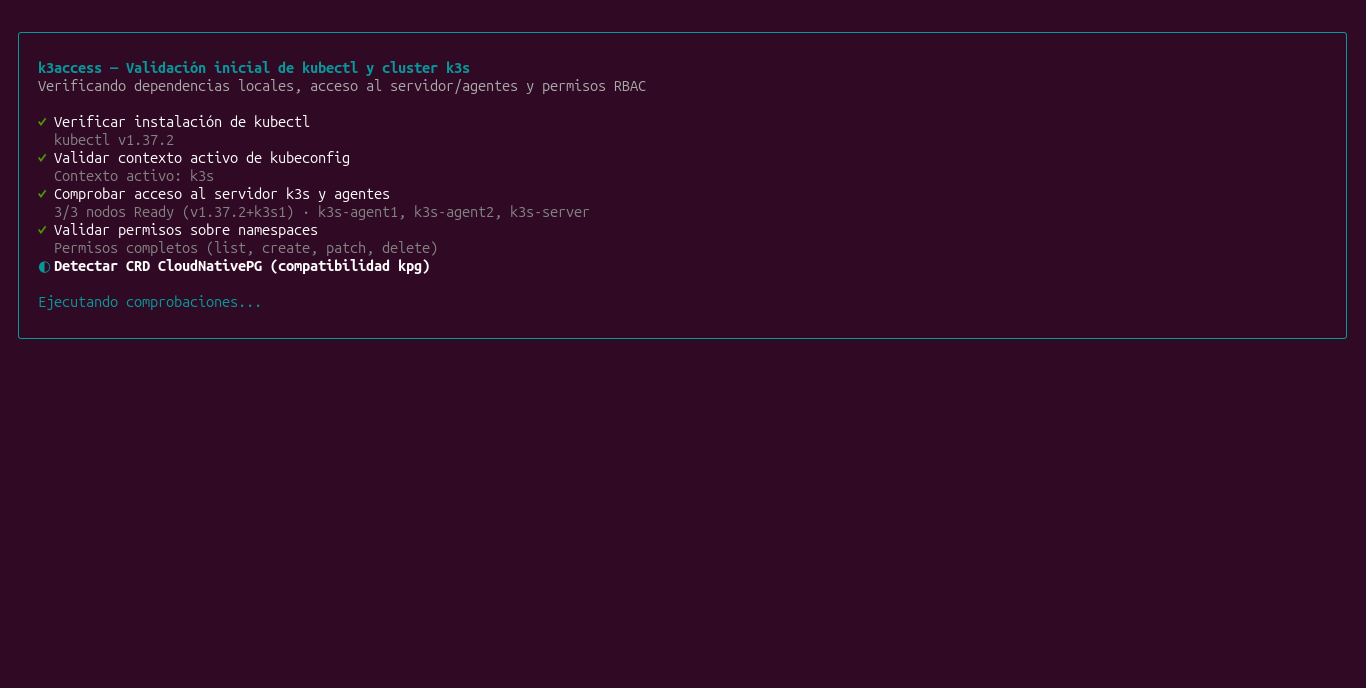 k3access — Validación inicial de kubectl y cluster k3s
Verificando dependencias locales, acceso al servidor/agentes y permisos RBAC
✓ Verificar instalación de kubectl
kubectl v1.37.2
✓ Validar contexto activo de kubeconfig
Contexto activo: k3s
✓ Comprobar acceso al servidor k3s y agentes
3/3 nodos Ready (v1.37.2+k3s1) · k3s-agent1, k3s-agent2, k3s-server
✓ Validar permisos sobre namespaces
Permisos completos (list, create, patch, delete)
◐ Detectar CRD CloudNativePG (compatibilidad kpg)
Ejecutando comprobaciones...